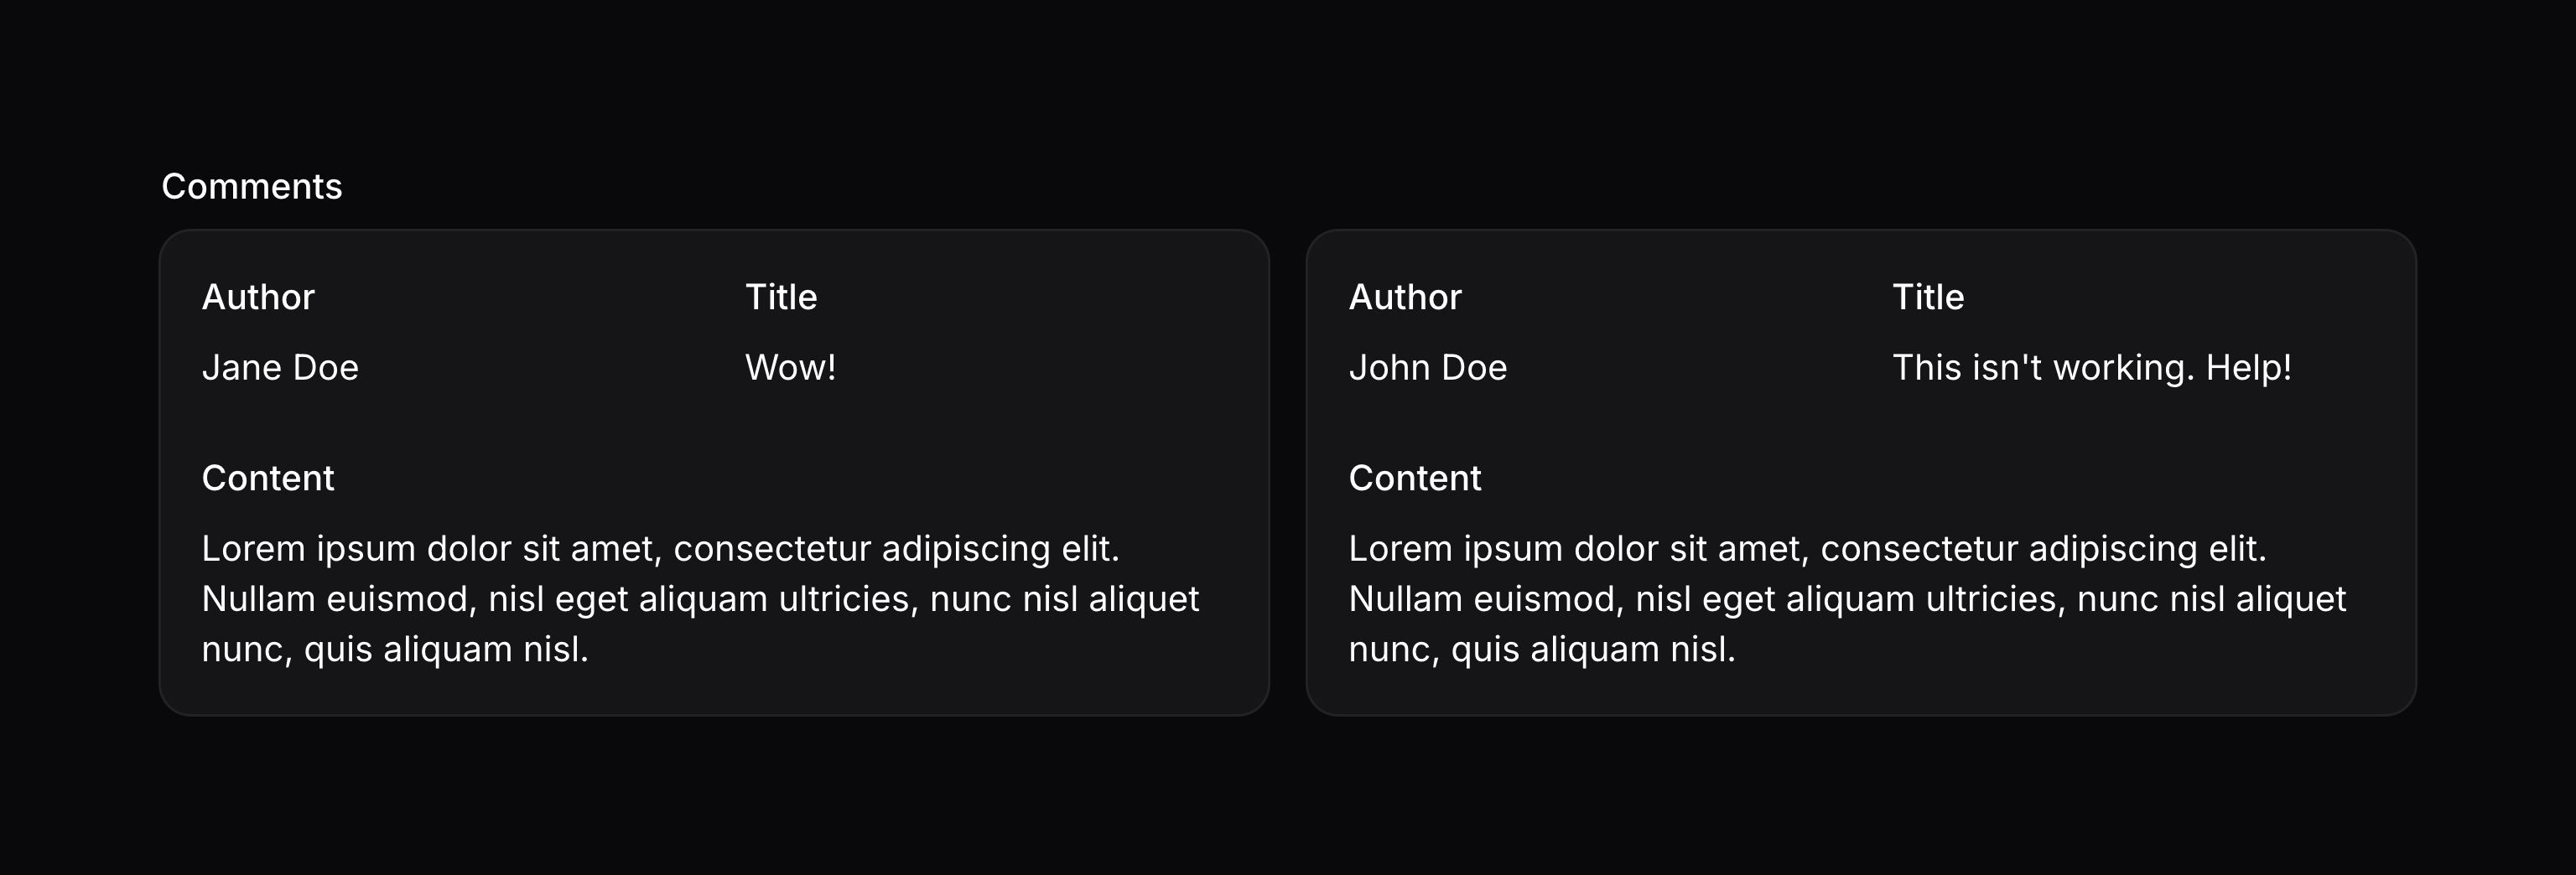 Comments
Author
Title
Jane Doe
Wow!
Content
Lorem ipsum dolor sit amet, consectetur adipiscing elit.
Nullam euismod, nisl eget aliquam ultricies, nunc nisl aliquet
nunc, quis aliquam nisl.
Author
Title
John Doe
This isn't working. Help!
Content
Lorem ipsum dolor sit amet, consectetur adipiscing elit.
Nullam euismod, nisl eget aliquam ultricies, nunc nisl aliquet
nunc, quis aliquam nisl.